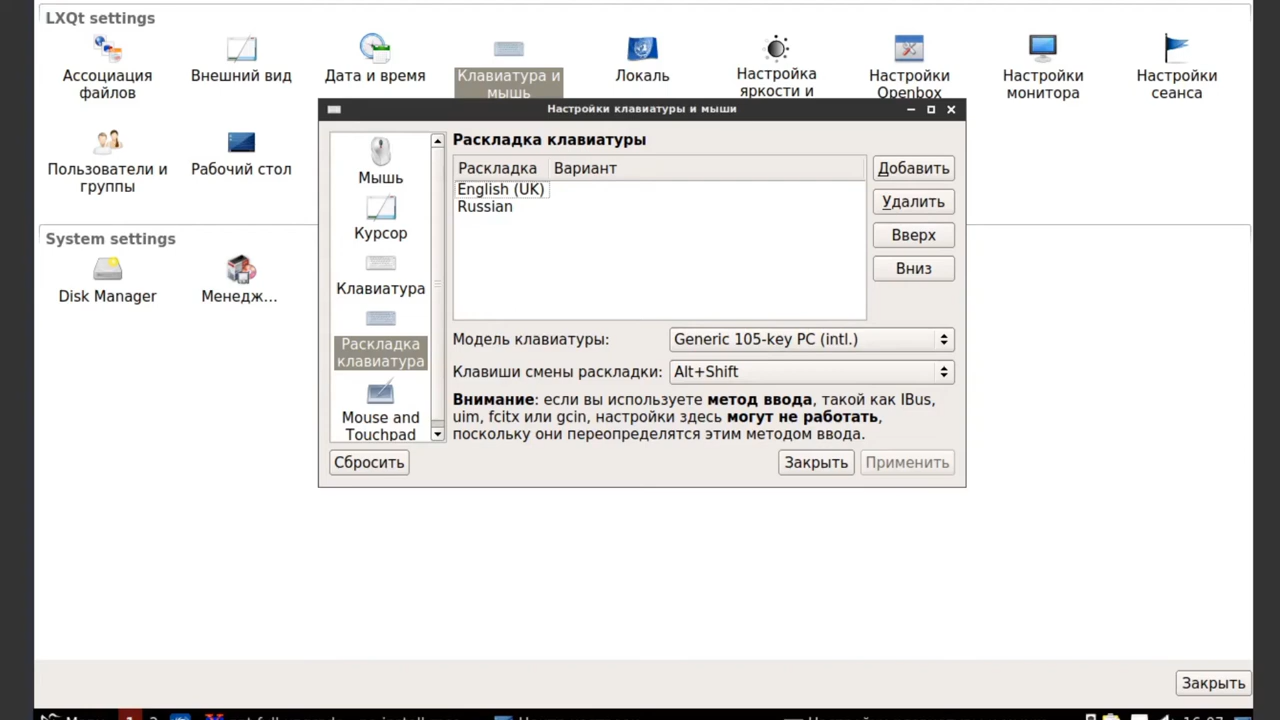 LXQt settings
Ассоциация файлов
Внешний вид
Дата и время
Клавиатура и мышь
Локаль
Настройка яркости и
Настройки Openbox
Настройки монитора
Настройки сеанса
Пользователи и группы
Рабочий стол
System settings
Disk Manager
Менедж...
Настройки клавиатуры и мыши
Мышь
Курсор
Клавиатура
Раскладка клавиатура
Mouse and Touchpad
Раскладка клавиатуры
Раскладка Вариант
English (UK)
Russian
Добавить
Удалить
Вверх
Вниз
Модель клавиатуры: Generic 105-key PC (intl.)
Клавиши смены раскладки: Alt+Shift
Внимание: если вы используете метод ввода, такой как IBus,
uim, fcitx или gcin, настройки здесь могут не работать,
поскольку они переопределятся этим методом ввода.
Сбросить
Закрыть
Применить
Закрыть